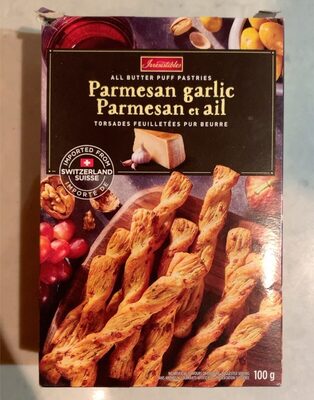 Irresistibles
ALL BUTTER PUFF PASTRIES
Parmesan garlic
Parmesan et ail
TORSADES FEUILLETÉES PUR BEURRE
IMPORTED FROM
SWITZERLAND
SUISSE
IMPORTÉ DE
100 g